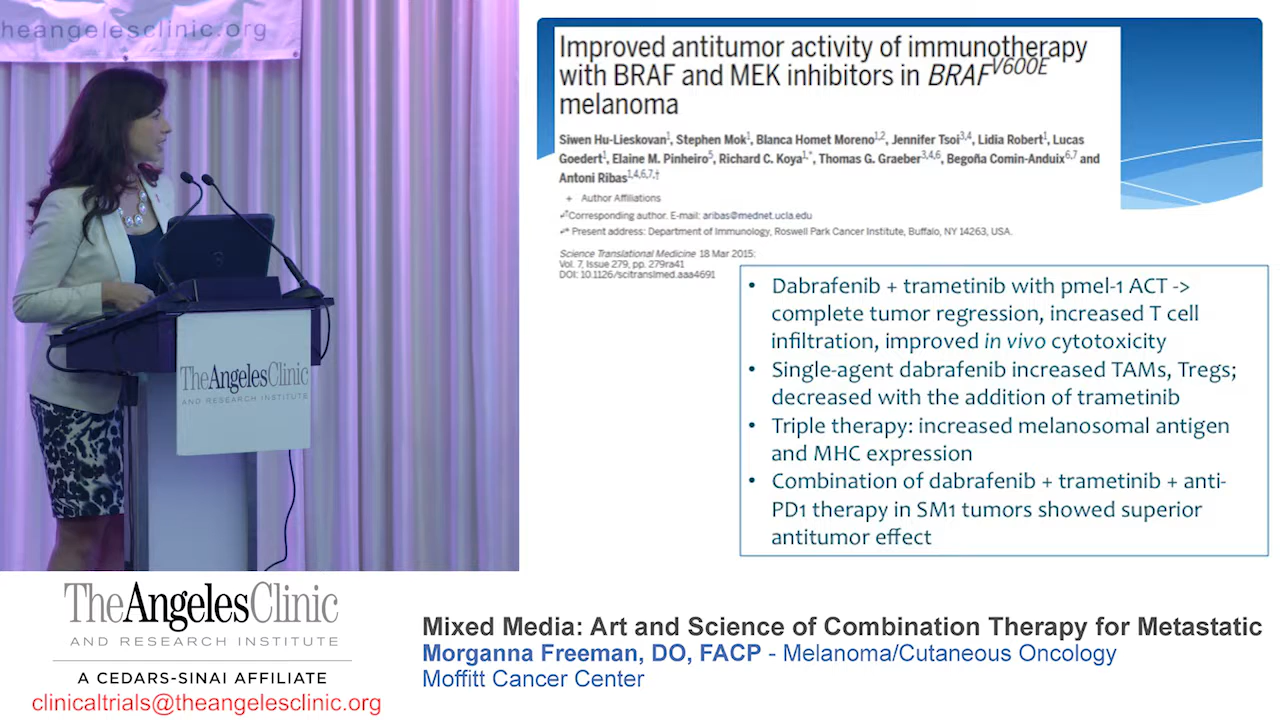 theangelesclinic.org
Improved antitumor activity of immunotherapy
with BRAF and MEK inhibitors in BRAFV600E
melanoma
Siwen Hu-Lieskovan1, Stephen Mok1, Blanca Homet Moreno1,2, Jennifer Tsoi3,4, Lidia Robert1, Lucas
Goedert1, Elaine M. Pinheiro5, Richard C. Koya1,*, Thomas G. Graeber3,4,6, Begoña Comin-Anduix6,7 and
Antoni Ribas1,4,6,7,†
+ Author Affiliations
↵†Corresponding author. E-mail: aribas@mednet.ucla.edu
↵* Present address: Department of Immunology, Roswell Park Cancer Institute, Buffalo, NY 14263, USA.
Science Translational Medicine 18 Mar 2015:
Vol. 7, Issue 279, pp. 279ra41
DOI: 10.1126/scitranslmed.aaa4691
• Dabrafenib + trametinib with pmel-1 ACT ->
complete tumor regression, increased T cell
infiltration, improved in vivo cytotoxicity
• Single-agent dabrafenib increased TAMs, Tregs;
decreased with the addition of trametinib
• Triple therapy: increased melanosomal antigen
and MHC expression
• Combination of dabrafenib + trametinib + anti-
PD1 therapy in SM1 tumors showed superior
antitumor effect
TheAngelesClinic
AND RESEARCH INSTITUTE
TheAngelesClinic
AND RESEARCH INSTITUTE
A CEDARS-SINAI AFFILIATE
clinicaltrials@theangelesclinic.org
Mixed Media: Art and Science of Combination Therapy for Metastatic
Morganna Freeman, DO, FACP - Melanoma/Cutaneous Oncology
Moffitt Cancer Center